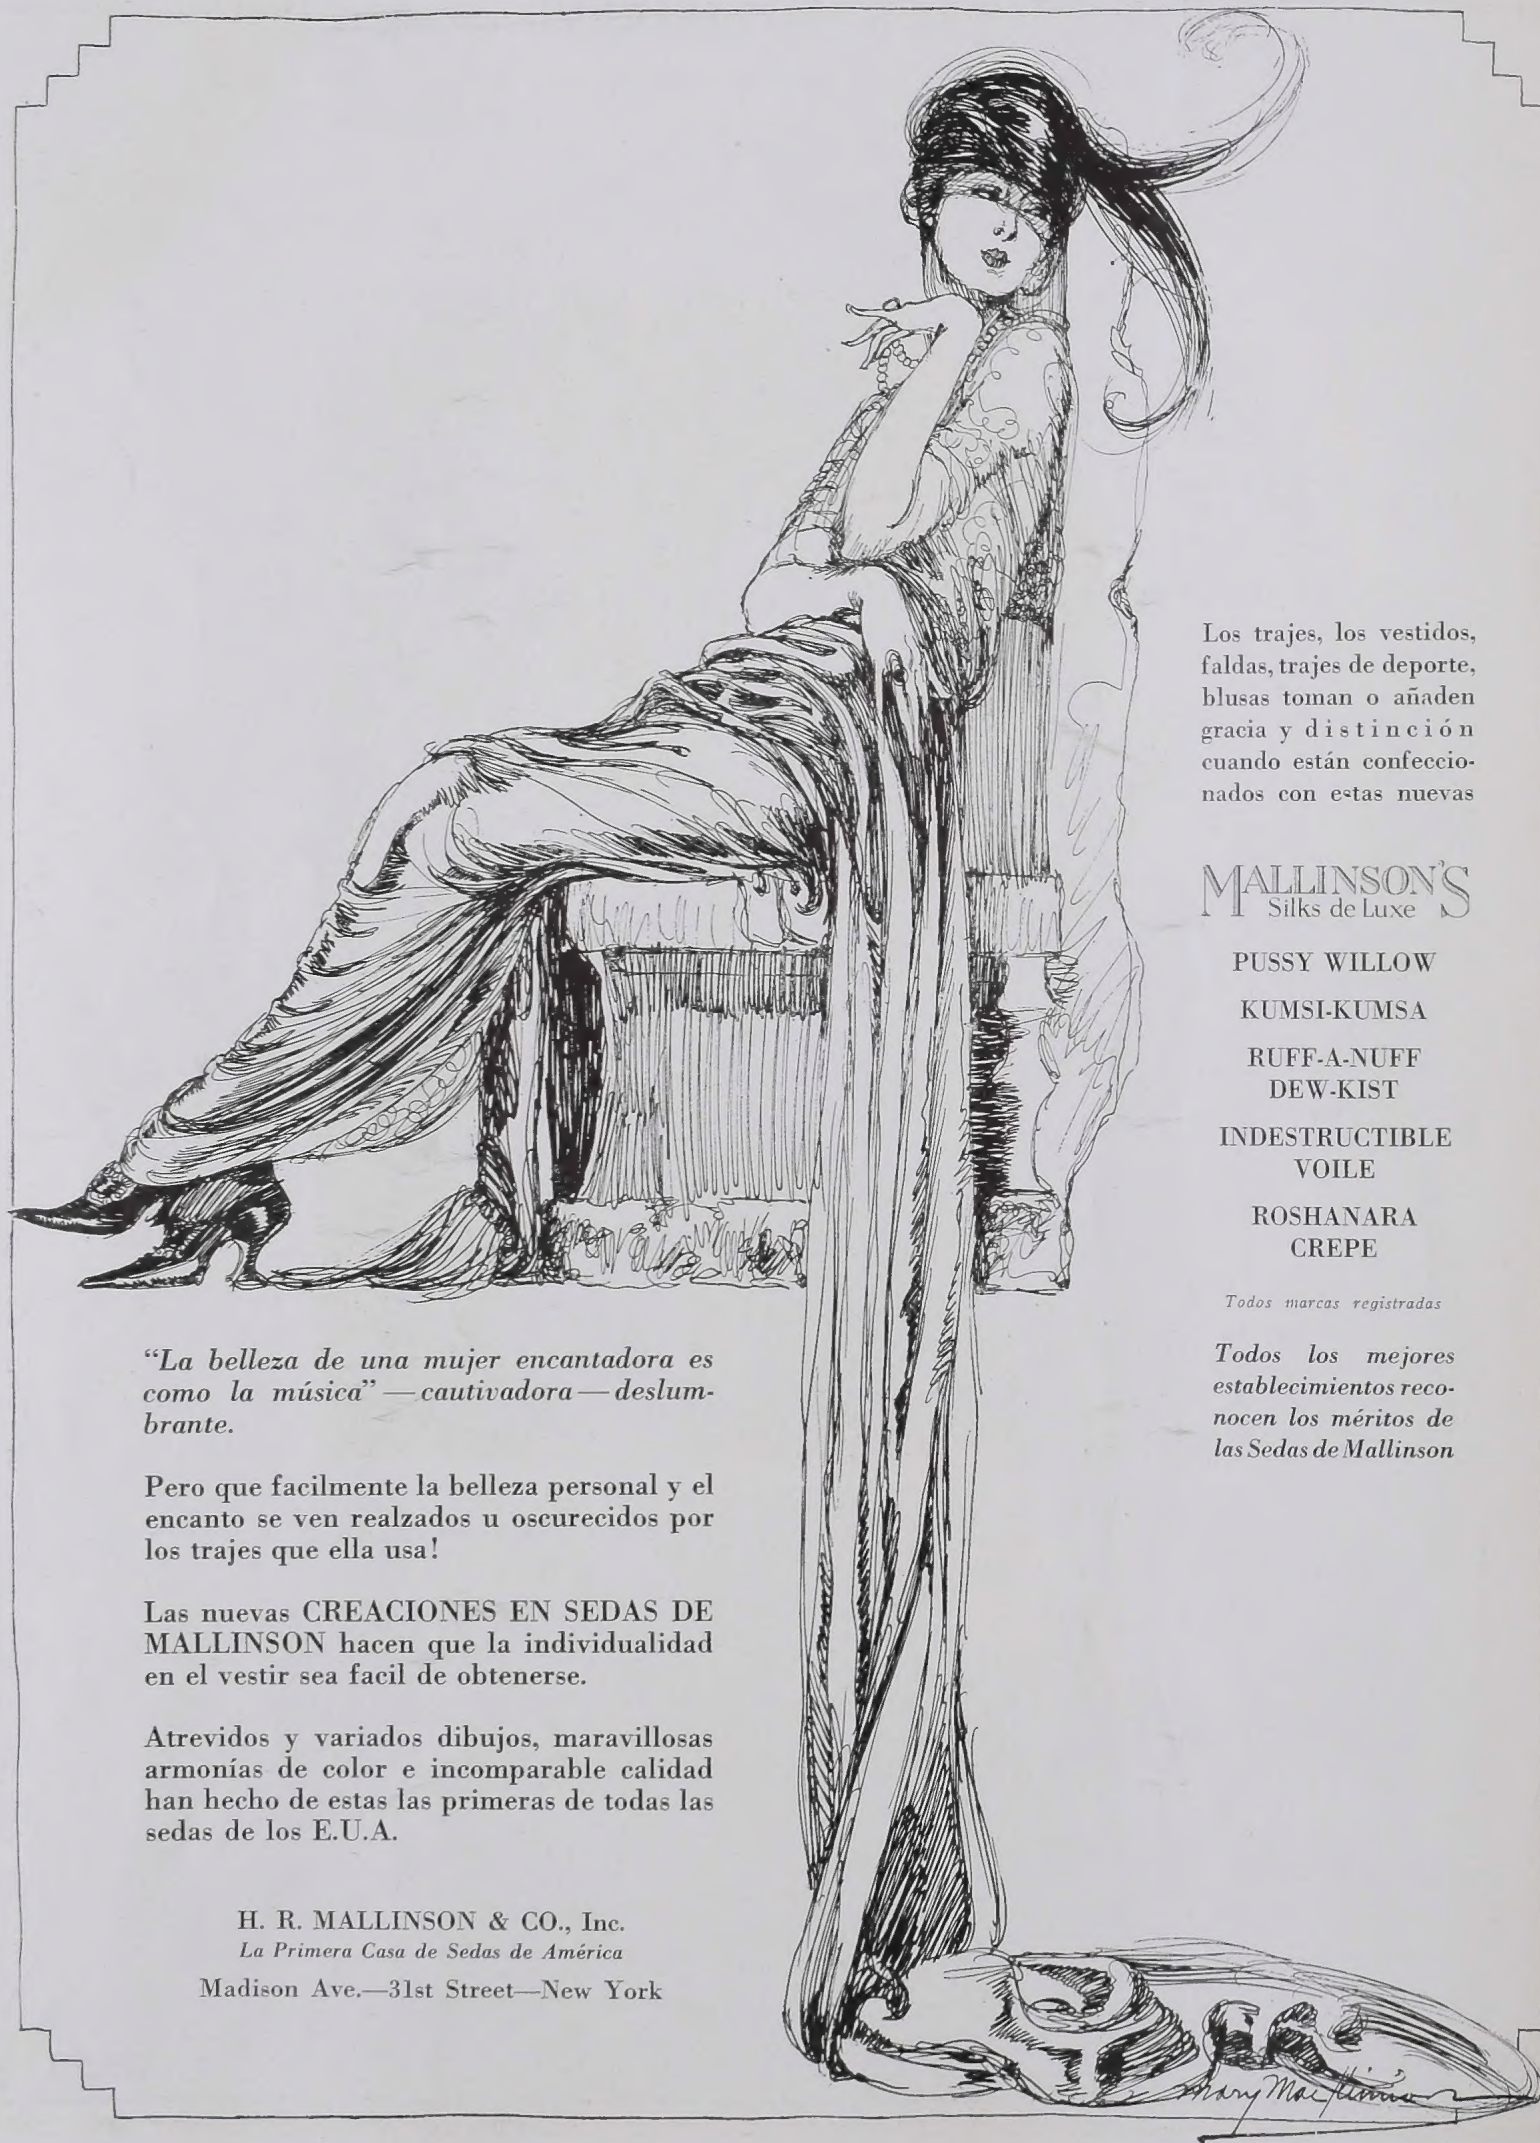 Los trajes, los vestidos,
faldas, trajes de deporte,
blusas toman o añaden
gracia y distinción
cuando están confeccio-
nados con estas nuevas
MALLINSON'S
Silks de Luxe
PUSSY WILLOW
KUMSI-KUMSA
RUFF-A-NUFF
DEW-KIST
INDESTRUCTIBLE
VOILE
ROSHANARA
CREPE
Todos marcas registradas
Todos los mejores
establecimientos reco-
nocen los méritos de
las Sedas de Mallinson
“La belleza de una mujer encantadora es
como la música” — cautivadora — deslum-
brante.
Pero que facilmente la belleza personal y el
encanto se ven realzados u oscurecidos por
los trajes que ella usa!
Las nuevas CREACIONES EN SEDAS DE
MALLINSON hacen que la individualidad
en el vestir sea facil de obtenerse.
Atrevidos y variados dibujos, maravillosas
armonías de color e incomparable calidad
han hecho de estas las primeras de todas las
sedas de los E.U.A.
H. R. MALLINSON & CO., Inc.
La Primera Casa de Sedas de América
Madison Ave.—31st Street—New York
Mary Mac Kinnon